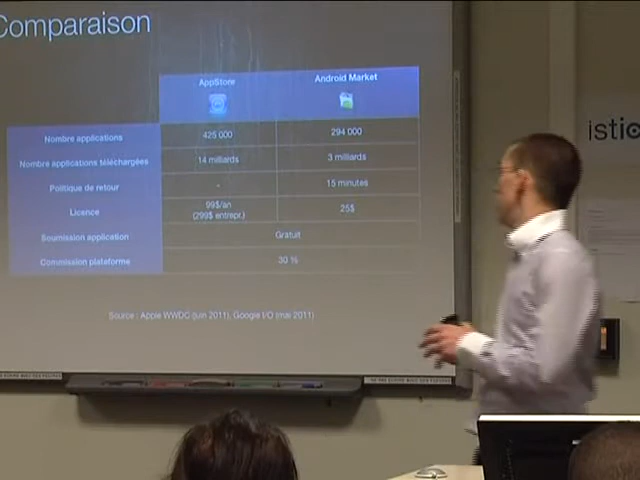 Comparaison
AppStore Android Market
Nombre applications 425 000 294 000
Nombre applications téléchargées 14 milliards 3 milliards
Politique de retour - 15 minutes
Licence 99$/an (299$ entrepr.) 25$
Soumission application Gratuit
Commission plateforme 30 %
Source : Apple WWDC (juin 2011), Google I/O (mai 2011)
istic